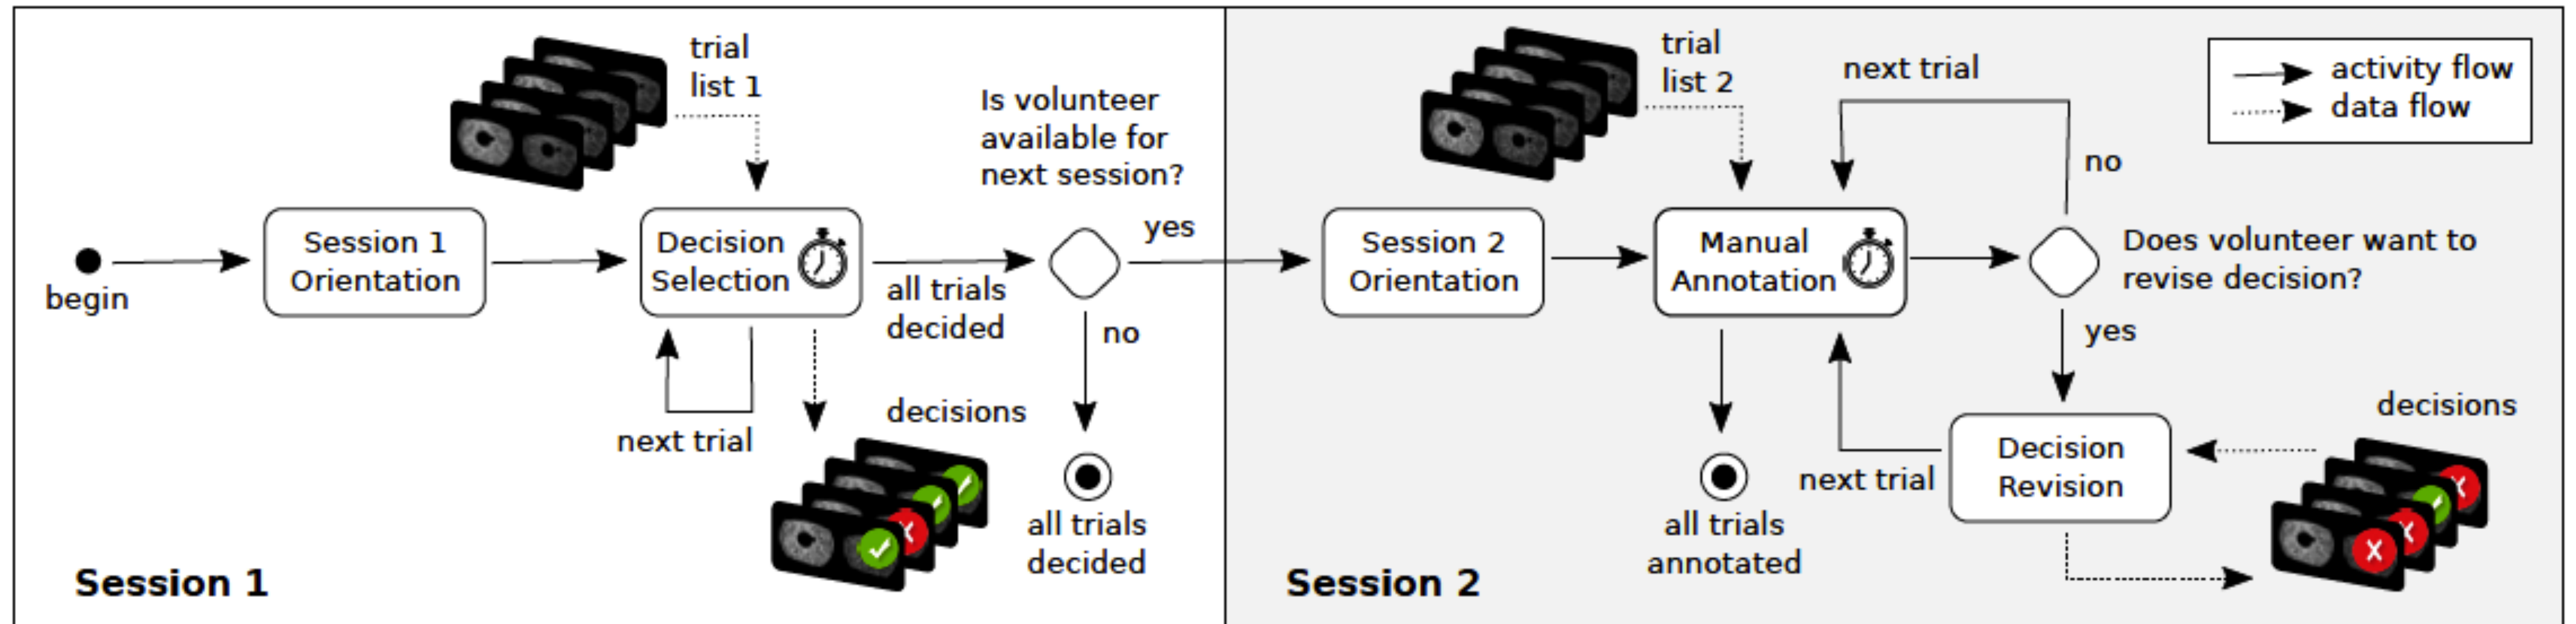 trial
list 1
Is volunteer
available for
next session?
begin
Session 1
Orientation
Decision
Selection
all trials
decided
yes
no
next trial
decisions
all trials
decided
Session 1
trial
list 2
next trial
activity flow
data flow
no
Session 2
Orientation
Manual
Annotation
Does volunteer want to
revise decision?
yes
decisions
Decision
Revision
next trial
all trials
annotated
Session 2